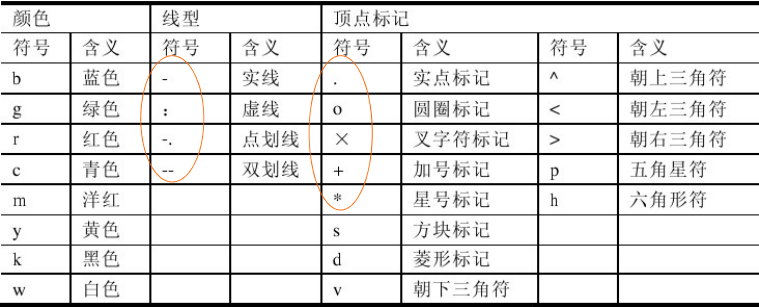 颜色 线型 顶点标记
符号 含义 符号 含义 符号 含义 符号 含义
b 蓝色 - 实线 . 实点标记 ^ 朝上三角符
g 绿色 : 虚线 o 圆圈标记 < 朝左三角符
r 红色 -. 点划线 × 叉字符标记 > 朝右三角符
c 青色 -- 双划线 + 加号标记 p 五角星符
m 洋红 * 星号标记 h 六角形符
y 黄色 s 方块标记
k 黑色 d 菱形标记
w 白色 v 朝下三角符